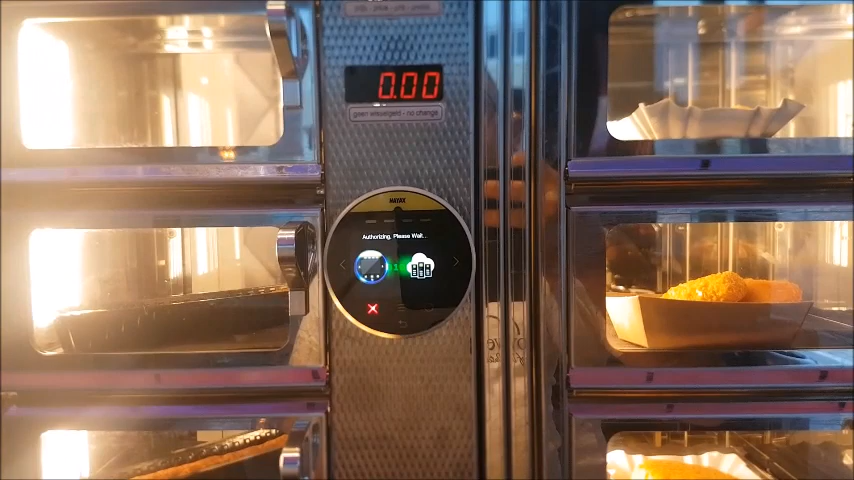 0.00
geen wisselgeld - no change
NAYAX
Authorizing, Please Wait...